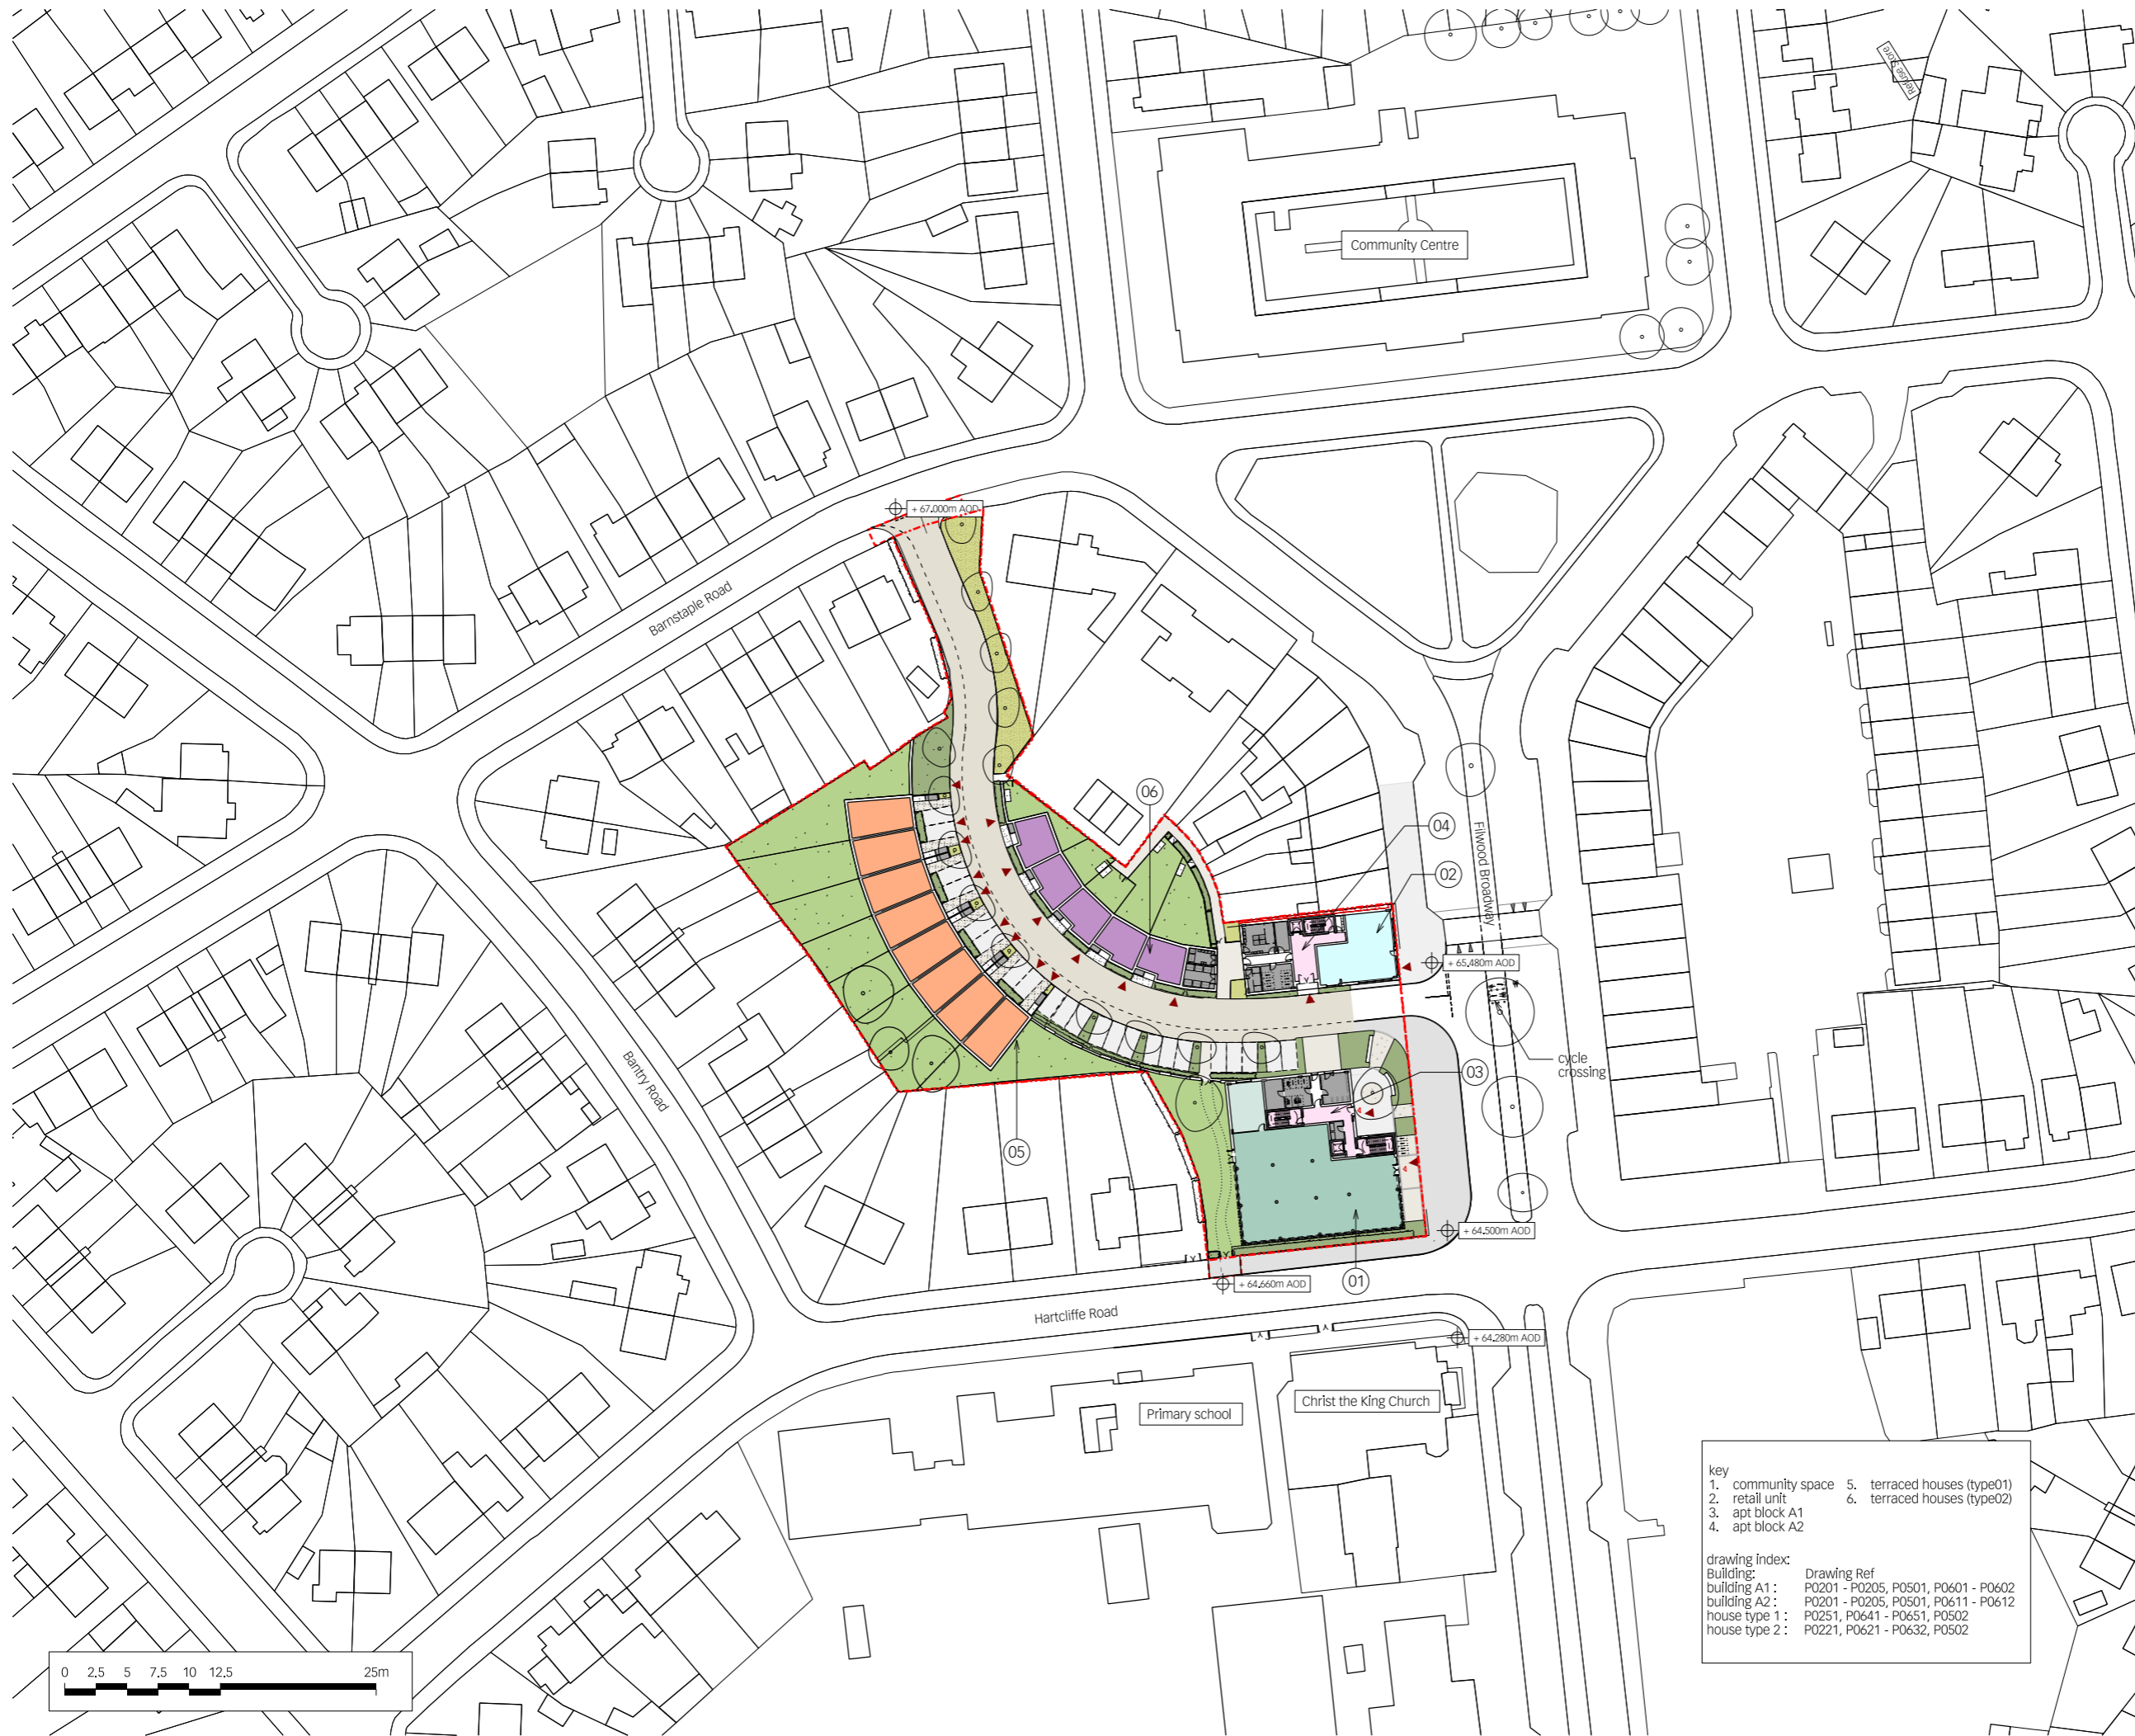 Refuse Store
Community Centre
+ 67.000m AOD
Barnstaple Road
06
04
Filwood Broadway
02
+ 65.480m AOD
cycle
crossing
Bantry Road
03
4
05
4
+ 64.500m AOD
01
+ 64.660m AOD
Hartcliffe Road
+ 64.280m AOD
Christ the King Church
Primary school
key
1. community space 5. terraced houses (type01)
2. retail unit 6. terraced houses (type02)
3. apt block A1
4. apt block A2
drawing index:
Building: Drawing Ref
building A1 : P0201 - P0205, P0501, P0601 - P0602
building A2 : P0201 - P0205, P0501, P0611 - P0612
house type 1 : P0251, P0641 - P0651, P0502
house type 2 : P0221, P0621 - P0632, P0502
0 2.5 5 7.5 10 12.5 25m